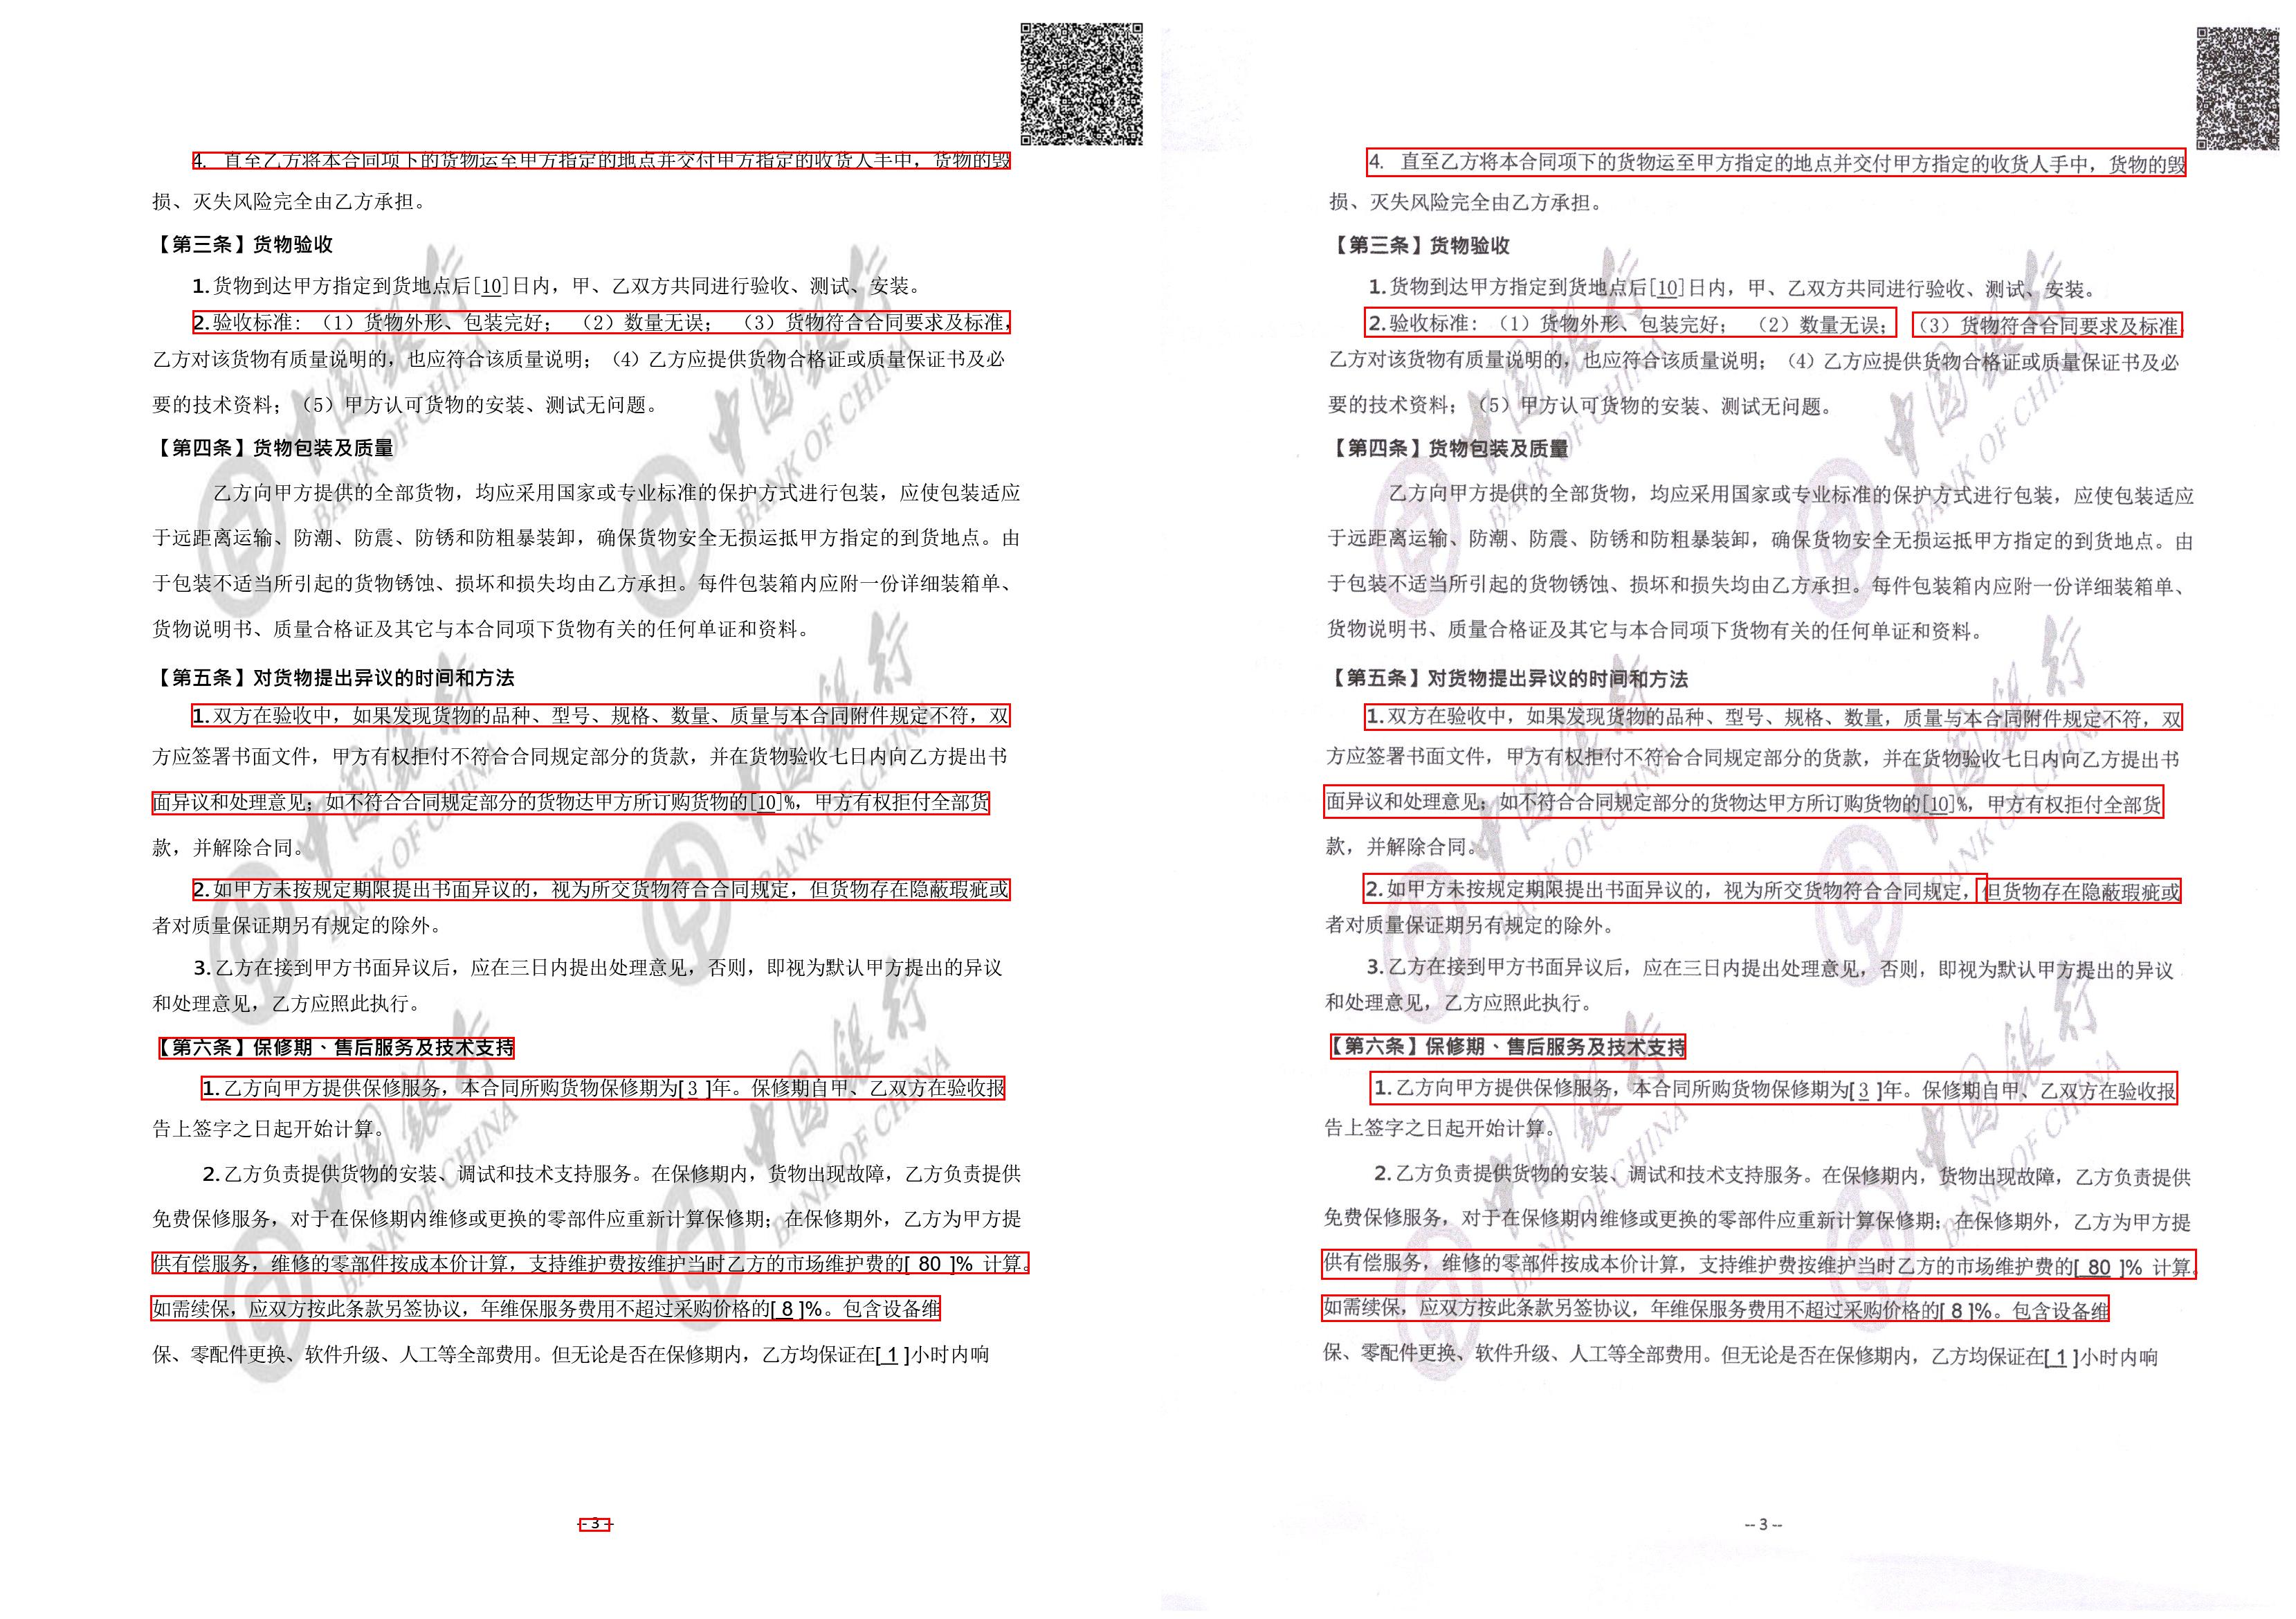 4. 直至乙方将本合同项下的货物运至甲方指定的地点并交付甲方指定的收货人手中，货物的毁
损、灭失风险完全由乙方承担。
【第三条】货物验收
1.货物到达甲方指定到货地点后[10]日内，甲、乙双方共同进行验收、测试、安装。
2.验收标准：（1）货物外形、包装完好；（2）数量无误；（3）货物符合合同要求及标准，
乙方对该货物有质量说明的，也应符合该质量说明；（4）乙方应提供货物合格证或质量保证书及必
要的技术资料；（5）甲方认可货物的安装、测试无问题。
【第四条】货物包装及质量
乙方向甲方提供的全部货物，均应采用国家或专业标准的保护方式进行包装，应使包装适应
于远距离运输、防潮、防震、防锈和防粗暴装卸，确保货物安全无损运抵甲方指定的到货地点。由
于包装不适当所引起的货物锈蚀、损坏和损失均由乙方承担。每件包装箱内应附一份详细装箱单、
货物说明书、质量合格证及其它与本合同项下货物有关的任何单证和资料。
【第五条】对货物提出异议的时间和方法
1.双方在验收中，如果发现货物的品种、型号、规格、数量、质量与本合同附件规定不符，双
方应签署书面文件，甲方有权拒付不符合合同规定部分的货款，并在货物验收七日内向乙方提出书
面异议和处理意见；如不符合合同规定部分的货物达甲方所订购货物的[10]%，甲方有权拒付全部货
款，并解除合同。
2.如甲方未按规定期限提出书面异议的，视为所交货物符合合同规定，但货物存在隐蔽瑕疵或
者对质量保证期另有规定的除外。
3.乙方在接到甲方书面异议后，应在三日内提出处理意见，否则，即视为默认甲方提出的异议
和处理意见，乙方应照此执行。
【第六条】保修期、售后服务及技术支持
1.乙方向甲方提供保修服务，本合同所购货物保修期为[ 3 ]年。保修期自甲、乙双方在验收报
告上签字之日起开始计算。
2.乙方负责提供货物的安装、调试和技术支持服务。在保修期内，货物出现故障，乙方负责提供
免费保修服务，对于在保修期内维修或更换的零部件应重新计算保修期；在保修期外，乙方为甲方提
供有偿服务，维修的零部件按成本价计算，支持维护费按维护当时乙方的市场维护费的[ 80 ]% 计算。
如需续保，应双方按此条款另签协议，年维保服务费用不超过采购价格的[ 8 ]%。包含设备维
保、零配件更换、软件升级、人工等全部费用。但无论是否在保修期内，乙方均保证在[ 1 ]小时内响
-- 3 --
中国银行
BANK OF CHINA
中国银行
BANK OF CHINA
中国银行
BANK OF CHINA
中国银行
BANK OF CHINA
中国银行
BANK OF CHINA
中国银行
BANK OF CHINA
4. 直至乙方将本合同项下的货物运至甲方指定的地点并交付甲方指定的收货人手中，货物的毁
损、灭失风险完全由乙方承担。
【第三条】货物验收
1.货物到达甲方指定到货地点后[10]日内，甲、乙双方共同进行验收、测试、安装。
2.验收标准：（1）货物外形、包装完好；（2）数量无误；（3）货物符合合同要求及标准
乙方对该货物有质量说明的，也应符合该质量说明；（4）乙方应提供货物合格证或质量保证书及必
要的技术资料；（5）甲方认可货物的安装、测试无问题。
【第四条】货物包装及质量
乙方向甲方提供的全部货物，均应采用国家或专业标准的保护方式进行包装，应使包装适应
于远距离运输、防潮、防震、防锈和防粗暴装卸，确保货物安全无损运抵甲方指定的到货地点。由
于包装不适当所引起的货物锈蚀、损坏和损失均由乙方承担。每件包装箱内应附一份详细装箱单、
货物说明书、质量合格证及其它与本合同项下货物有关的任何单证和资料。
【第五条】对货物提出异议的时间和方法
1.双方在验收中，如果发现货物的品种、型号、规格、数量，质量与本合同附件规定不符，双
方应签署书面文件，甲方有权拒付不符合合同规定部分的货款，并在货物验收七日内向乙方提出书
面异议和处理意见；如不符合合同规定部分的货物达甲方所订购货物的[10]%，甲方有权拒付全部货
款，并解除合同。
2.如甲方未按规定期限提出书面异议的，视为所交货物符合合同规定，但货物存在隐蔽瑕疵或
者对质量保证期另有规定的除外。
3.乙方在接到甲方书面异议后，应在三日内提出处理意见，否则，即视为默认甲方提出的异议
和处理意见，乙方应照此执行。
【第六条】保修期、售后服务及技术支持
1.乙方向甲方提供保修服务，本合同所购货物保修期为[ 3 ]年。保修期自甲、乙双方在验收报
告上签字之日起开始计算。
2.乙方负责提供货物的安装、调试和技术支持服务。在保修期内，货物出现故障，乙方负责提供
免费保修服务，对于在保修期内维修或更换的零部件应重新计算保修期；在保修期外，乙方为甲方提
供有偿服务，维修的零部件按成本价计算，支持维护费按维护当时乙方的市场维护费的[ 80 ]% 计算。
如需续保，应双方按此条款另签协议，年维保服务费用不超过采购价格的[ 8 ]%。包含设备维
保、零配件更换、软件升级、人工等全部费用。但无论是否在保修期内，乙方均保证在[ 1 ]小时内响
-- 3 --
中国银行
BANK OF CHINA
中国银行
BANK OF CHINA
中国银行
BANK OF CHINA
中国银行
BANK OF CHINA
中国银行
BANK OF CHINA
中国银行
BANK OF CHINA